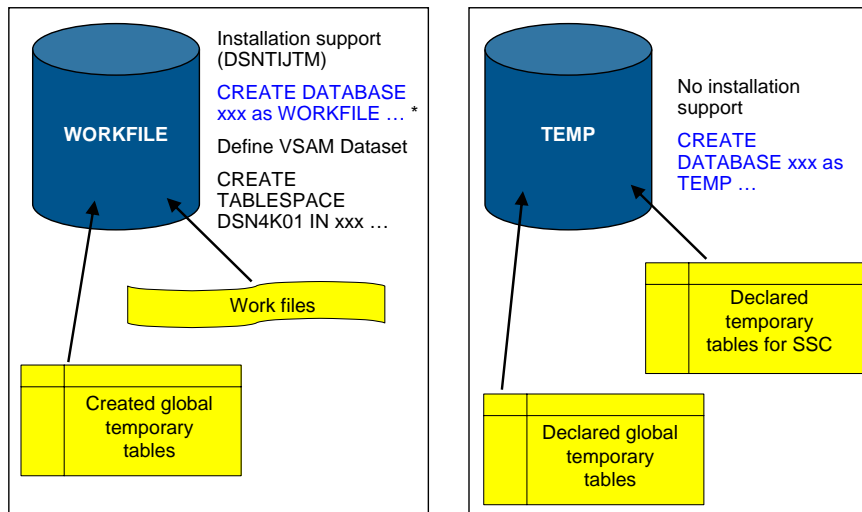 WORKFILE
Installation support
(DSNTIJTM)
CREATE DATABASE
xxx as WORKFILE … *
Define VSAM Dataset
CREATE
TABLESPACE
DSN4K01 IN xxx …
Work files
Created global
temporary
tables
TEMP
No installation
support
CREATE
DATABASE xxx as
TEMP …
Declared
temporary
tables for SSC
Declared global
temporary
tables